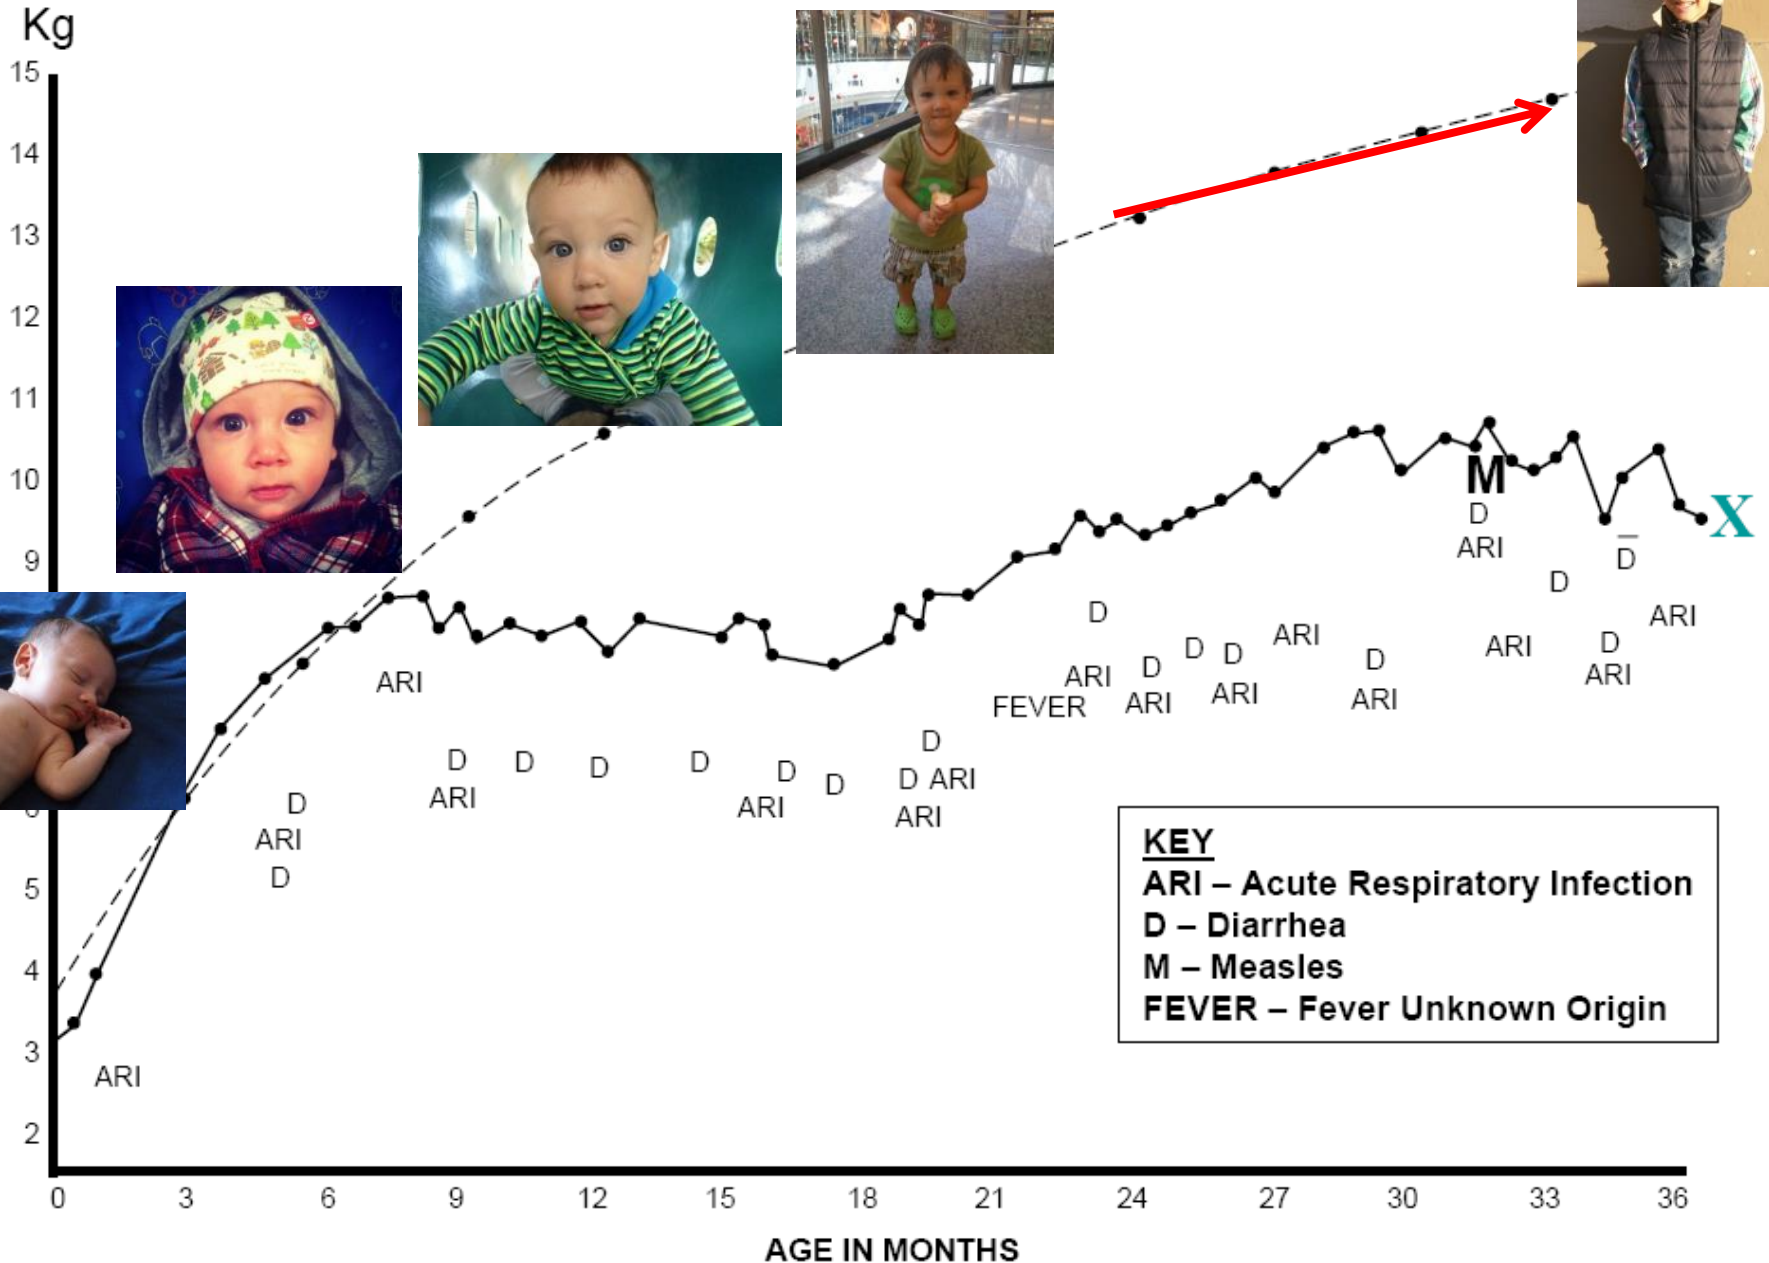 Kg
15
14
13
12
11
10
9
5
4
3
2
M
D
ARI
X
D
D
ARI
D
ARI
FEVER
D
ARI
D
D
ARI
ARI
D
ARI
ARI
D
ARI
ARI
D
ARI
D
D
D
D
ARI
D
D
D ARI
ARI
D
ARI
D
ARI
KEY
ARI – Acute Respiratory Infection
D – Diarrhea
M – Measles
FEVER – Fever Unknown Origin
0 3 6 9 12 15 18 21 24 27 30 33 36
AGE IN MONTHS